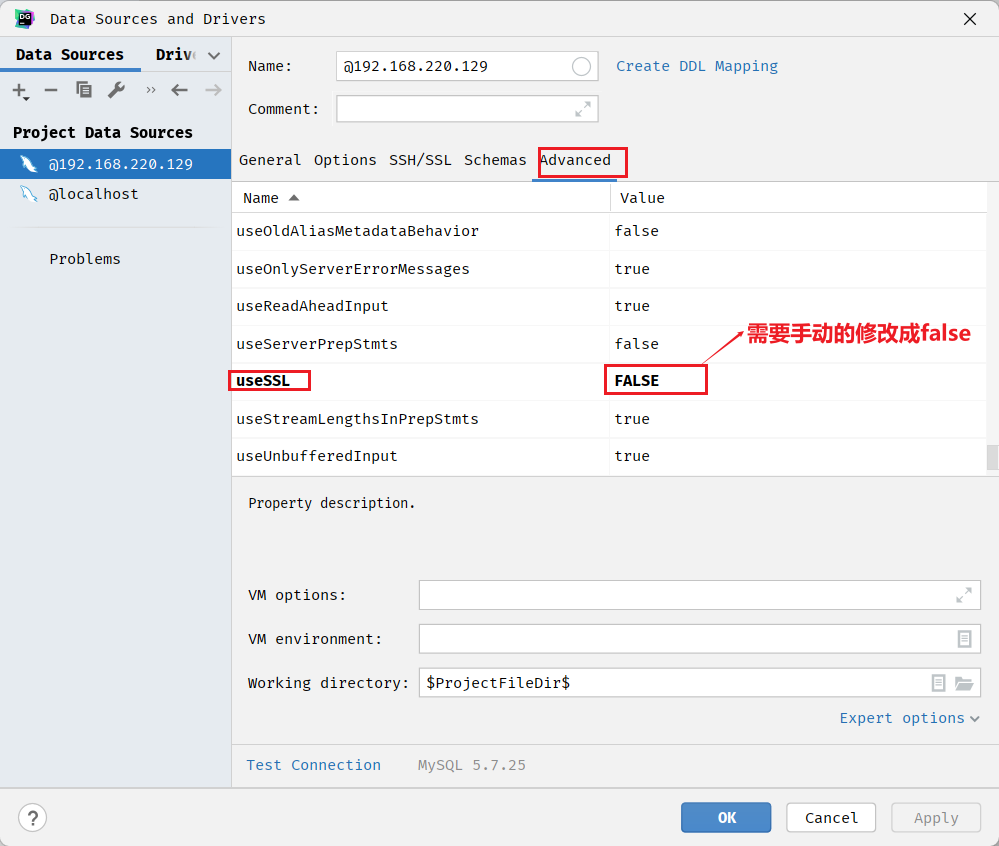 DG
Data Sources and Drivers
Data Sources Driv
Name: @192.168.220.129 Create DDL Mapping
Comment:
Project Data Sources
@192.168.220.129
@localhost
Problems
General Options SSH/SSL Schemas Advanced
Name Value
useOldAliasMetadataBehavior false
useOnlyServerErrorMessages true
useReadAheadInput true
useServerPrepStmts false
需要手动的修改成false
useSSL FALSE
useStreamLengthsInPrepStmts true
useUnbufferedInput true
Property description.
VM options:
VM environment:
Working directory: $ProjectFileDir$
Expert options
Test Connection MySQL 5.7.25
? OK Cancel Apply